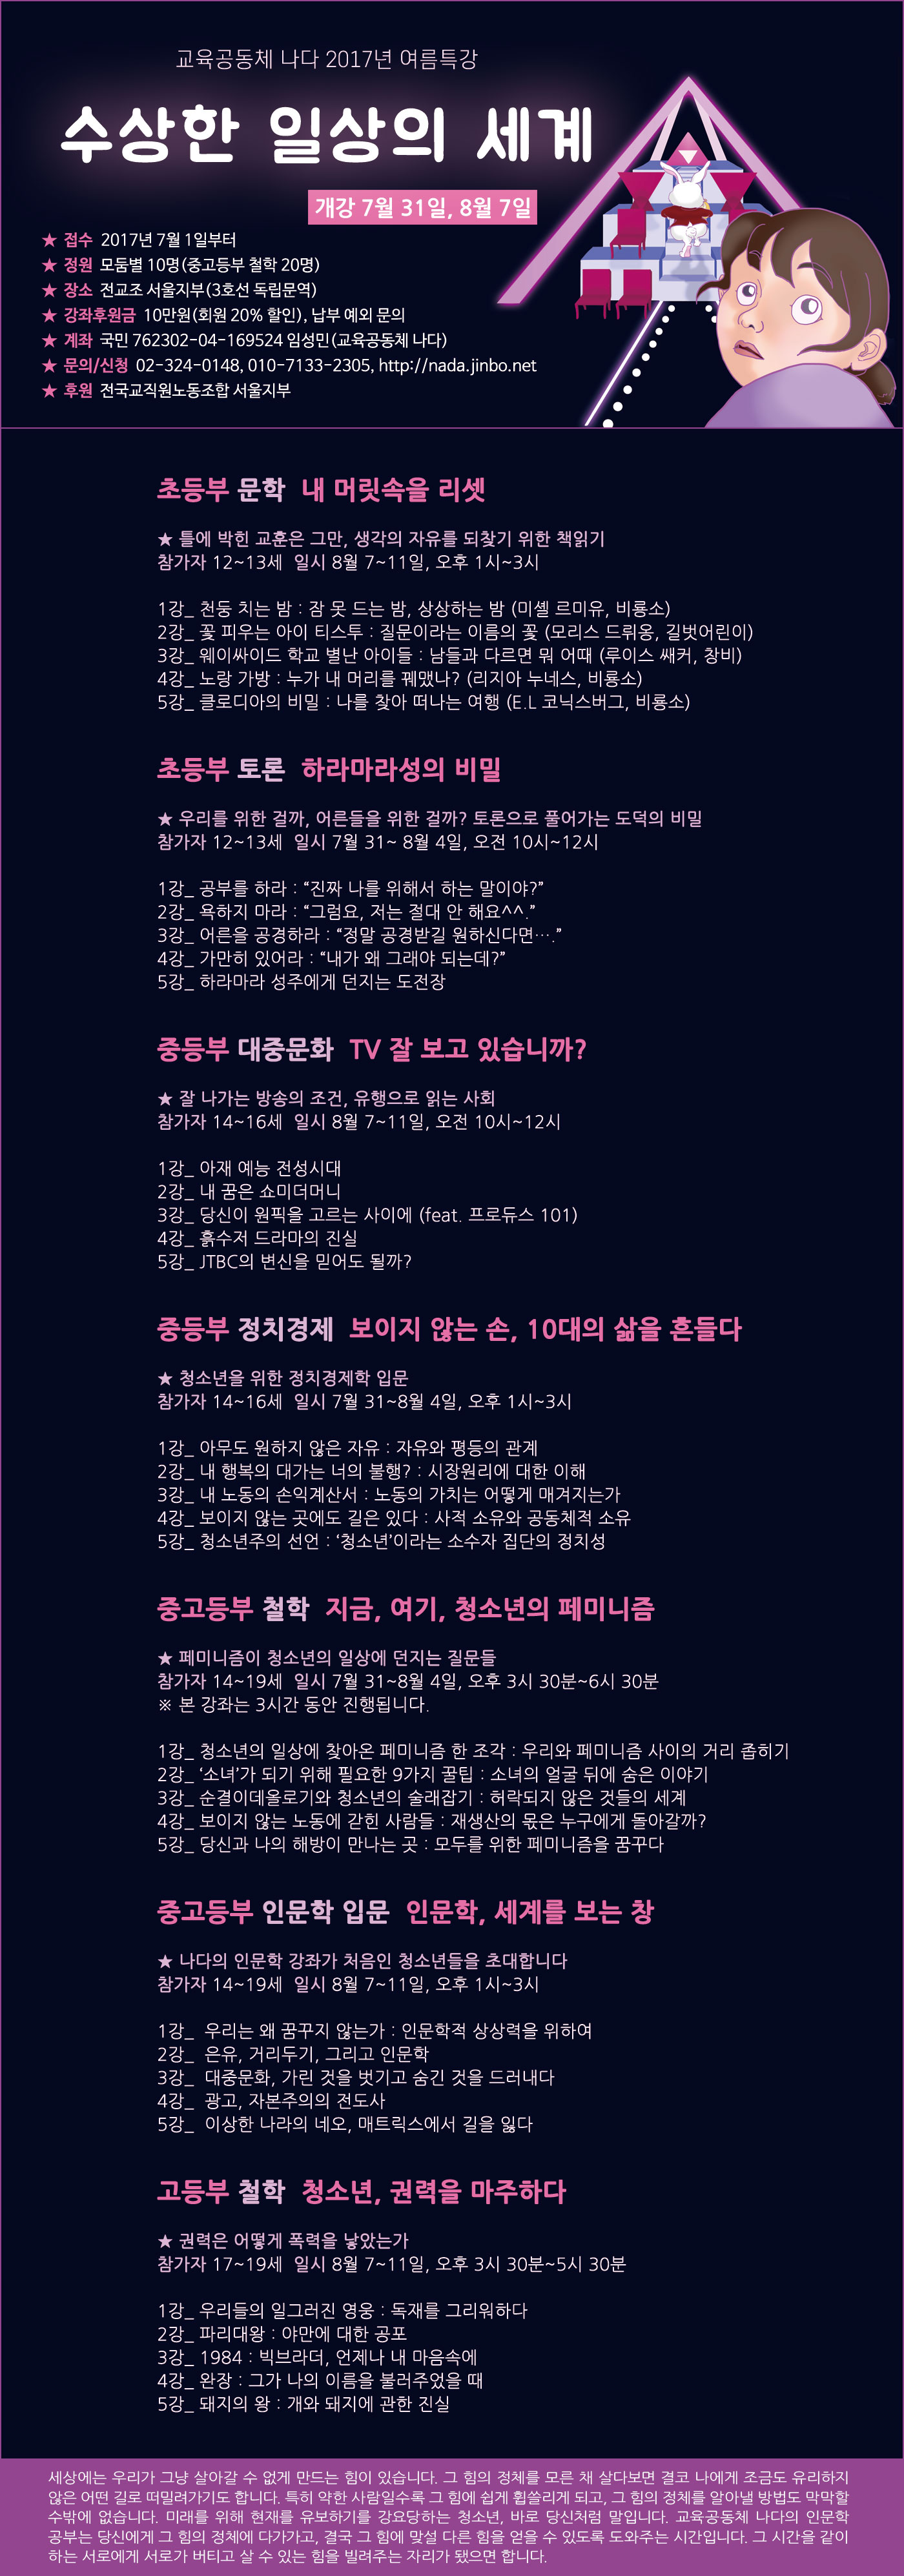 교육공동체 나다 2017년 여름특강
수상한 일상의 세계
개강 7월 31일, 8월 7일
★ 접수 2017년 7월 1일부터
★ 정원 모둠별 10명(중고등부 철학 20명)
★ 장소 전교조 서울지부(3호선 독립문역)
★ 강좌후원금 10만원(회원 20% 할인), 납부 예외 문의
★ 계좌 국민 762302-04-169524 임성민(교육공동체 나다)
★ 문의/신청 02-324-0148, 010-7133-2305, http://nada.jinbo.net
★ 후원 전국교직원노동조합 서울지부
초등부 문학 내 머릿속을 리셋
★ 틀에 박힌 교훈은 그만, 생각의 자유를 되찾기 위한 책읽기
참가자 12~13세 일시 8월 7~11일, 오후 1시~3시
1강_ 천둥 치는 밤 : 잠 못 드는 밤, 상상하는 밤 (미셸 르미유, 비룡소)
2강_ 꽃 피우는 아이 티스투 : 질문이라는 이름의 꽃 (모리스 드뤼옹, 길벗어린이)
3강_ 웨이싸이드 학교 별난 아이들 : 남들과 다르면 뭐 어때 (루이스 쌔커, 창비)
4강_ 노랑 가방 : 누가 내 머리를 꿰맸나? (리지아 누네스, 비룡소)
5강_ 클로디아의 비밀 : 나를 찾아 떠나는 여행 (E.L 코닉스버그, 비룡소)
초등부 토론 하라마라성의 비밀
★ 우리를 위한 걸까, 어른들을 위한 걸까? 토론으로 풀어가는 도덕의 비밀
참가자 12~13세 일시 7월 31~ 8월 4일, 오전 10시~12시
1강_ 공부를 하라 : “진짜 나를 위해서 하는 말이야?”
2강_ 욕하지 마라 : “그럼요, 저는 절대 안 해요^^.”
3강_ 어른을 공경하라 : “정말 공경받길 원하신다면….”
4강_ 가만히 있어라 : “내가 왜 그래야 되는데?”
5강_ 하라마라 성주에게 던지는 도전장
중등부 대중문화 TV 잘 보고 있습니까?
★ 잘 나가는 방송의 조건, 유행으로 읽는 사회
참가자 14~16세 일시 8월 7~11일, 오전 10시~12시
1강_ 아재 예능 전성시대
2강_ 내 꿈은 쇼미더머니
3강_ 당신이 원픽을 고르는 사이에 (feat. 프로듀스 101)
4강_ 흙수저 드라마의 진실
5강_ JTBC의 변신을 믿어도 될까?
중등부 정치경제 보이지 않는 손, 10대의 삶을 흔들다
★ 청소년을 위한 정치경제학 입문
참가자 14~16세 일시 7월 31~8월 4일, 오후 1시~3시
1강_ 아무도 원하지 않은 자유 : 자유와 평등의 관계
2강_ 내 행복의 대가는 너의 불행? : 시장원리에 대한 이해
3강_ 내 노동의 손익계산서 : 노동의 가치는 어떻게 매겨지는가
4강_ 보이지 않는 곳에도 길은 있다 : 사적 소유와 공동체적 소유
5강_ 청소년주의 선언 : ‘청소년’이라는 소수자 집단의 정치성
중고등부 철학 지금, 여기, 청소년의 페미니즘
★ 페미니즘이 청소년의 일상에 던지는 질문들
참가자 14~19세 일시 7월 31~8월 4일, 오후 3시 30분~6시 30분
※ 본 강좌는 3시간 동안 진행됩니다.
1강_ 청소년의 일상에 찾아온 페미니즘 한 조각 : 우리와 페미니즘 사이의 거리 좁히기
2강_ ‘소녀’가 되기 위해 필요한 9가지 꿀팁 : 소녀의 얼굴 뒤에 숨은 이야기
3강_ 순결이데올로기와 청소년의 술래잡기 : 허락되지 않은 것들의 세계
4강_ 보이지 않는 노동에 갇힌 사람들 : 재생산의 몫은 누구에게 돌아갈까?
5강_ 당신과 나의 해방이 만나는 곳 : 모두를 위한 페미니즘을 꿈꾸다
중고등부 인문학 입문 인문학, 세계를 보는 창
★ 나다의 인문학 강좌가 처음인 청소년들을 초대합니다
참가자 14~19세 일시 8월 7~11일, 오후 1시~3시
1강_ 우리는 왜 꿈꾸지 않는가 : 인문학적 상상력을 위하여
2강_ 은유, 거리두기, 그리고 인문학
3강_ 대중문화, 가린 것을 벗기고 숨긴 것을 드러내다
4강_ 광고, 자본주의의 전도사
5강_ 이상한 나라의 네오, 매트릭스에서 길을 잃다
고등부 철학 청소년, 권력을 마주하다
★ 권력은 어떻게 폭력을 낳았는가
참가자 17~19세 일시 8월 7~11일, 오후 3시 30분~5시 30분
1강_ 우리들의 일그러진 영웅 : 독재를 그리워하다
2강_ 파리대왕 : 야만에 대한 공포
3강_ 1984 : 빅브라더, 언제나 내 마음속에
4강_ 완장 : 그가 나의 이름을 불러주었을 때
5강_ 돼지의 왕 : 개와 돼지에 관한 진실
세상에는 우리가 그냥 살아갈 수 없게 만드는 힘이 있습니다. 그 힘의 정체를 모른 채 살다보면 결코 나에게 조금도 유리하지
않은 어떤 길로 떠밀려가기도 합니다. 특히 약한 사람일수록 그 힘에 쉽게 휩쓸리게 되고, 그 힘의 정체를 알아낼 방법도 막막할
수밖에 없습니다. 미래를 위해 현재를 유보하기를 강요당하는 청소년, 바로 당신처럼 말입니다. 교육공동체 나다의 인문학
공부는 당신에게 그 힘의 정체에 다가가고, 결국 그 힘에 맞설 다른 힘을 얻을 수 있도록 도와주는 시간입니다. 그 시간을 같이
하는 서로에게 서로가 버티고 살 수 있는 힘을 빌려주는 자리가 됐으면 합니다.